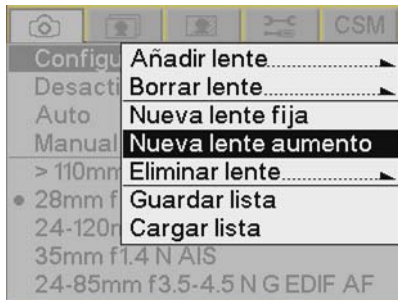 CSM
Configu
Añadir lente
Desacti
Borrar lente
Auto
Nueva lente fija
Manual
Nueva lente aumento
> 110mm
Eliminar lente
28mm f
Guardar lista
24-120
Cargar lista
35mm f1.4 N AIS
24-85mm f3.5-4.5 N G EDIF AF